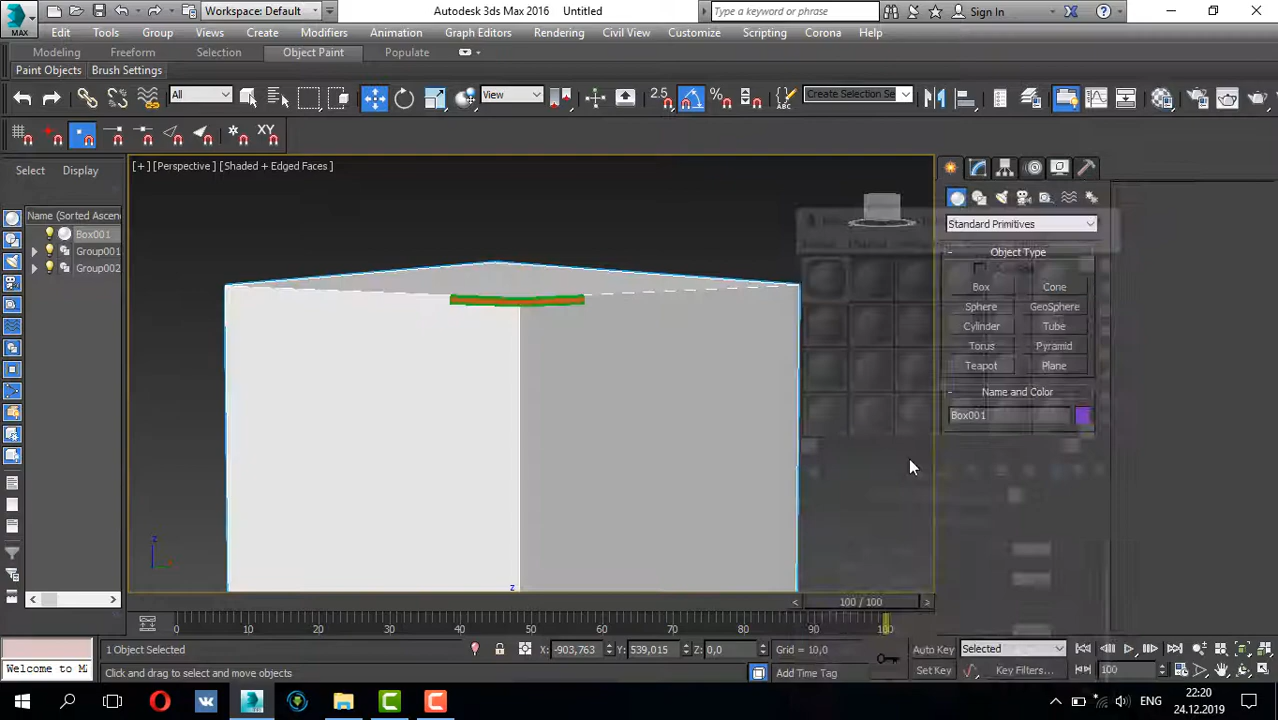 MAX
Workspace: Default
Autodesk 3ds Max 2016
Untitled
Type a keyword or phrase
Sign In
Edit Tools Group Views Create Modifiers Animation Graph Editors Rendering Civil View Customize Scripting Corona Help
Modeling Freeform Selection Object Paint Populate
Paint Objects Brush Settings
All
View
2.5
%
ABC
Create Selection Se
XY
Select Display
[+] [Perspective] [Shaded + Edged Faces]
Name (Sorted Ascen
Box001
Group001
Group002
Standard Primitives
Object Type
Box Cone
Sphere GeoSphere
Cylinder Tube
Torus Pyramid
Teapot Plane
Name and Color
Box001
z
z
100 / 100
0 10 20 30 40 50 60 70 80 90 100
1 Object Selected
X: -903,763 Y: 539,015 Z: 0,0
Grid = 10,0
Auto Key
Selected
Welcome to M
Click and drag to select and move objects
Add Time Tag
Set Key
Key Filters...
100
ENG
22:20
24.12.2019